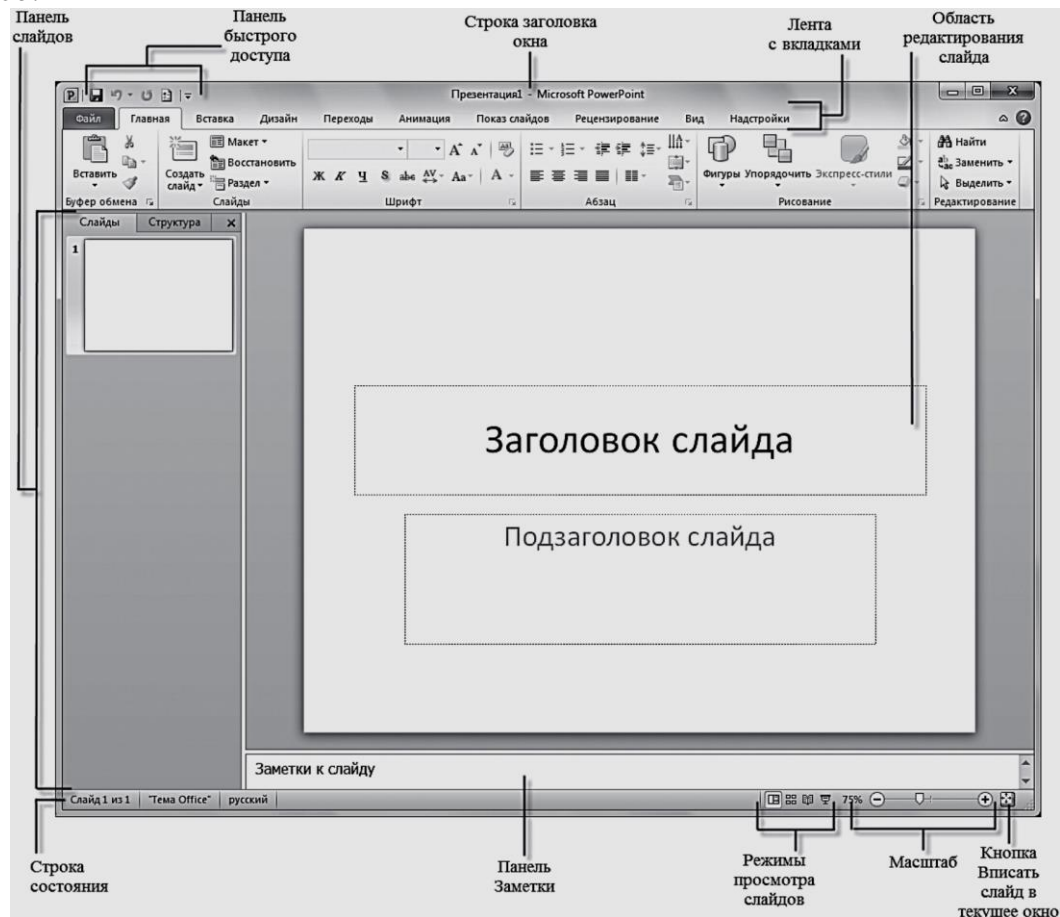 Панель
слайдов
Панель
быстрого
доступа
Строка заголовка
окна
Лента
с вкладками
Область
редактирования
слайда
Презентация1 - Microsoft PowerPoint
Файл Главная Вставка Дизайн Переходы Анимация Показ слайдов Рецензирование Вид Надстройки
Вставить
Буфер обмена
Создать
слайд
Макет
Восстановить
Раздел
Слайды
Ж К Ч S abc AV Aa A
Шрифт
Абзац
Фигуры Упорядочить Экспресс-стили
Рисование
Найти
Заменить
Выделить
Редактирование
Слайды Структура x
1
Заголовок слайда
Подзаголовок слайда
Заметки к слайду
Слайд 1 из 1 "Тема Office" русский 75%
Строка
состояния
Панель
Заметки
Режимы
просмотра
слайдов
Масштаб
Кнопка
Вписать
слайд в
текущее окно